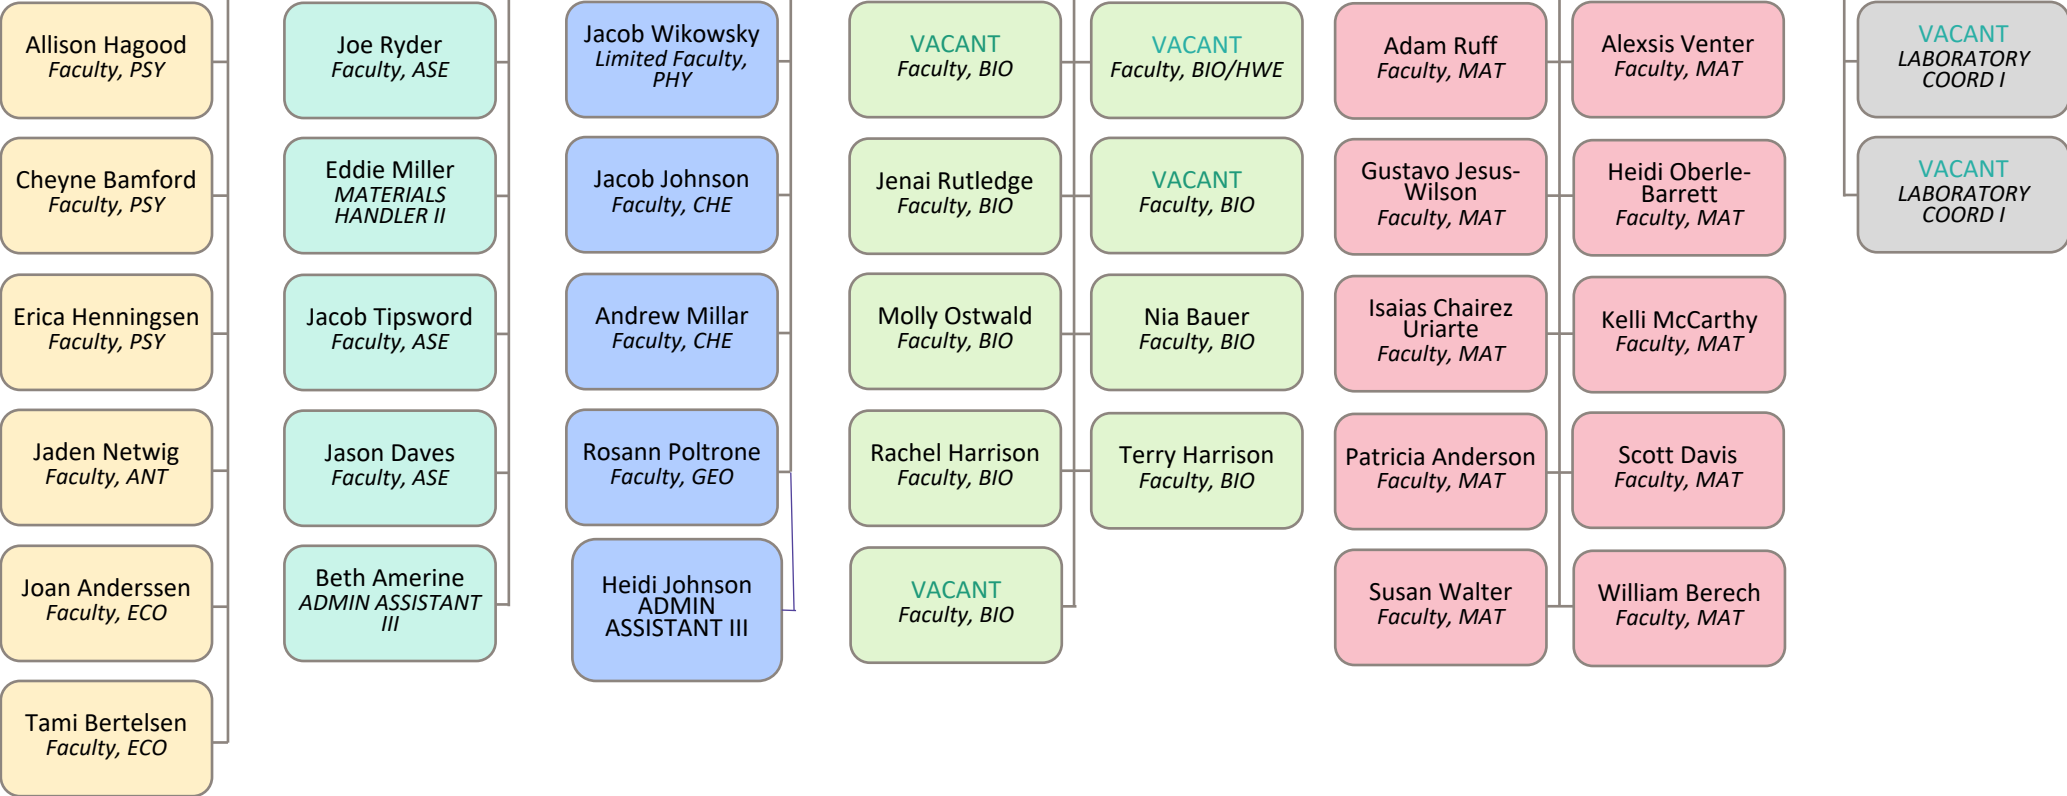 Allison Hagood
Faculty, PSY
Cheyne Bamford
Faculty, PSY
Erica Henningsen
Faculty, PSY
Jaden Netwig
Faculty, ANT
Joan Anderssen
Faculty, ECO
Tami Bertelsen
Faculty, ECO
Joe Ryder
Faculty, ASE
Eddie Miller
MATERIALS
HANDLER II
Jacob Tipsword
Faculty, ASE
Jason Daves
Faculty, ASE
Beth Amerine
ADMIN ASSISTANT
III
Jacob Wikowsky
Limited Faculty,
PHY
Jacob Johnson
Faculty, CHE
Andrew Millar
Faculty, CHE
Rosann Poltrone
Faculty, GEO
Heidi Johnson
ADMIN
ASSISTANT III
VACANT
Faculty, BIO
Jenai Rutledge
Faculty, BIO
Molly Ostwald
Faculty, BIO
Rachel Harrison
Faculty, BIO
VACANT
Faculty, BIO
VACANT
Faculty, BIO/HWE
VACANT
Faculty, BIO
Nia Bauer
Faculty, BIO
Terry Harrison
Faculty, BIO
Adam Ruff
Faculty, MAT
Gustavo Jesus-
Wilson
Faculty, MAT
Isaias Chairez
Uriarte
Faculty, MAT
Patricia Anderson
Faculty, MAT
Susan Walter
Faculty, MAT
Alexsis Venter
Faculty, MAT
Heidi Oberle-
Barrett
Faculty, MAT
Kelli McCarthy
Faculty, MAT
Scott Davis
Faculty, MAT
William Berech
Faculty, MAT
VACANT
LABORATORY
COORD I
VACANT
LABORATORY
COORD I